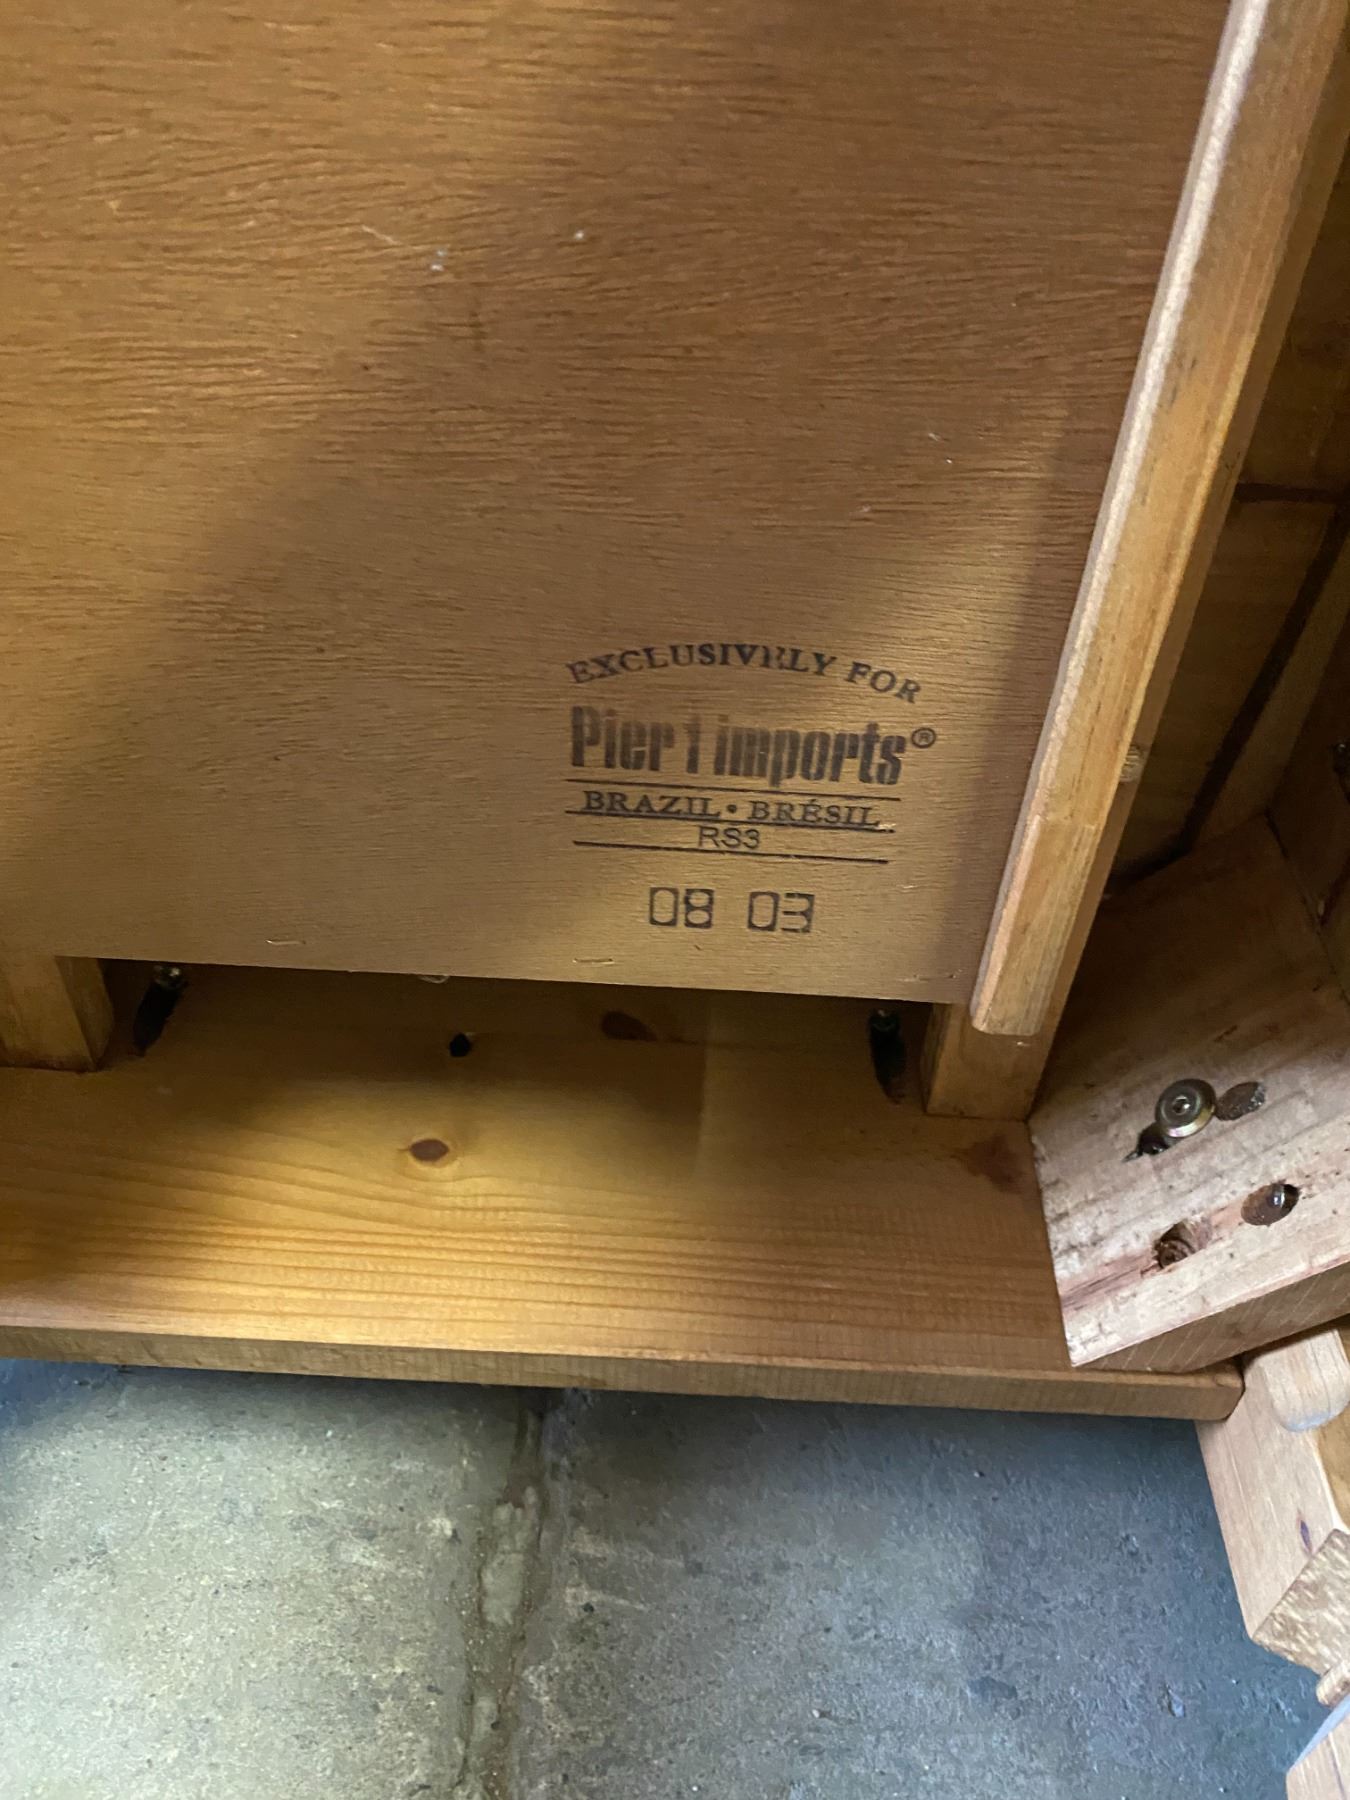 EXCLUSIVELY FOR
Pier 1 imports®
BRAZIL • BRÉSIL
RS3
08 03